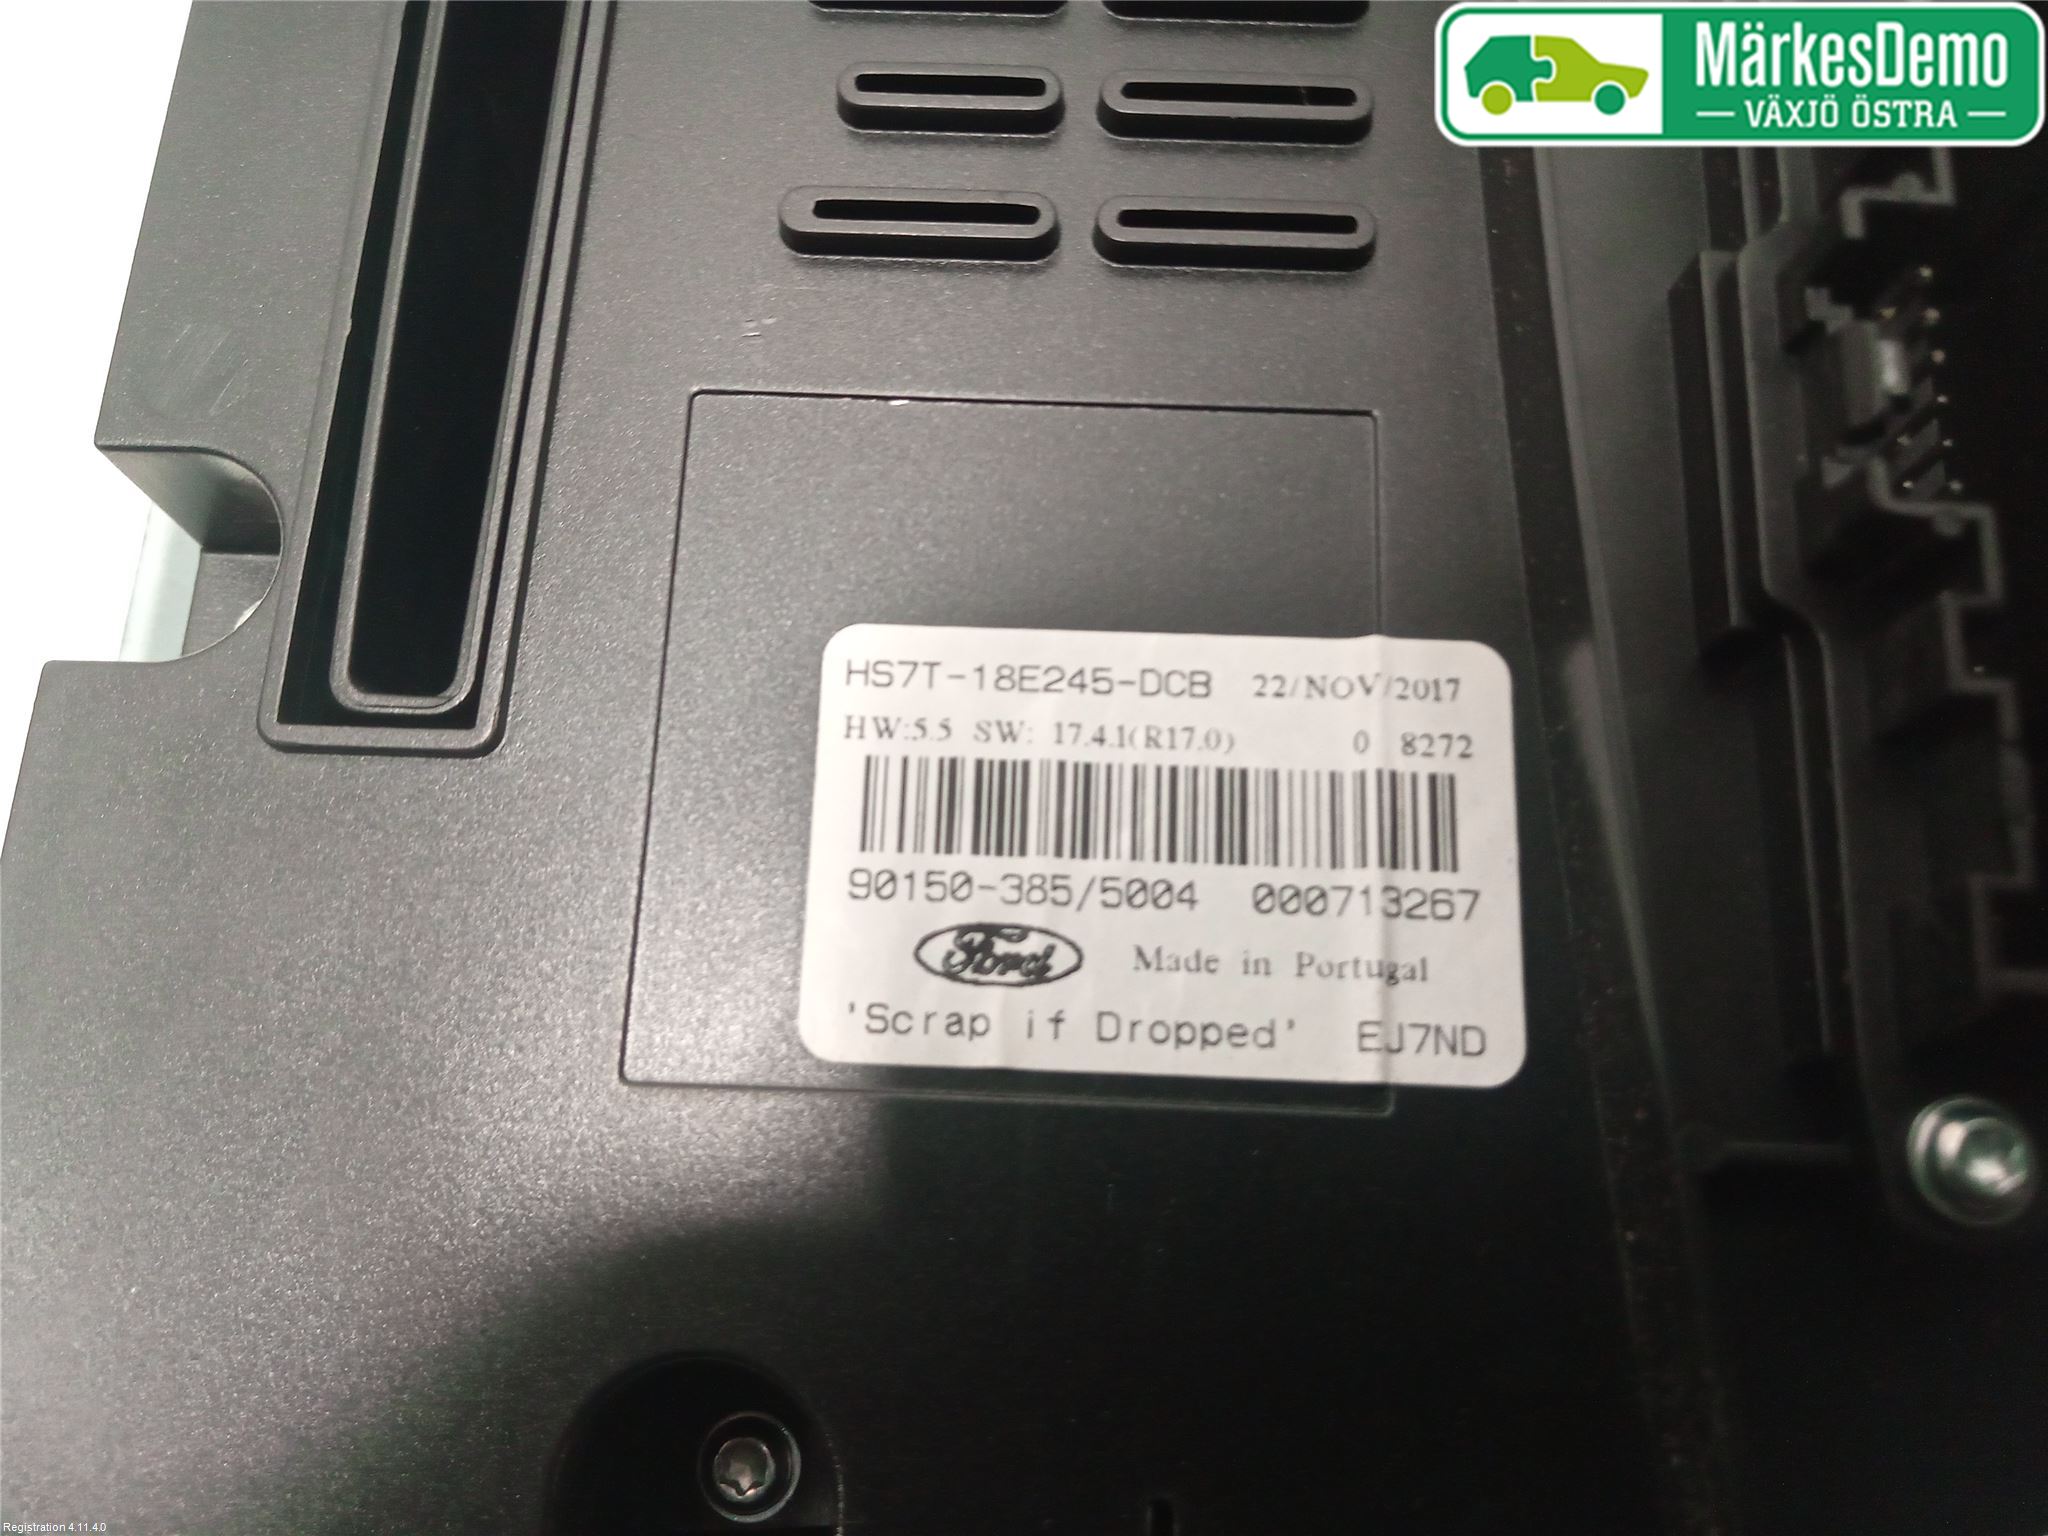 MärkesDemo
VÄXJÖ ÖSTRA
HS7T-18E245-DCB 22/NOV/2017
HW:5.5 SW: 17.4.1(R17.0) 0 8272
90150-385/5004 000713267
Ford Made in Portugal
'Scrap if Dropped' EJ7ND
Registration 4.11.4.0